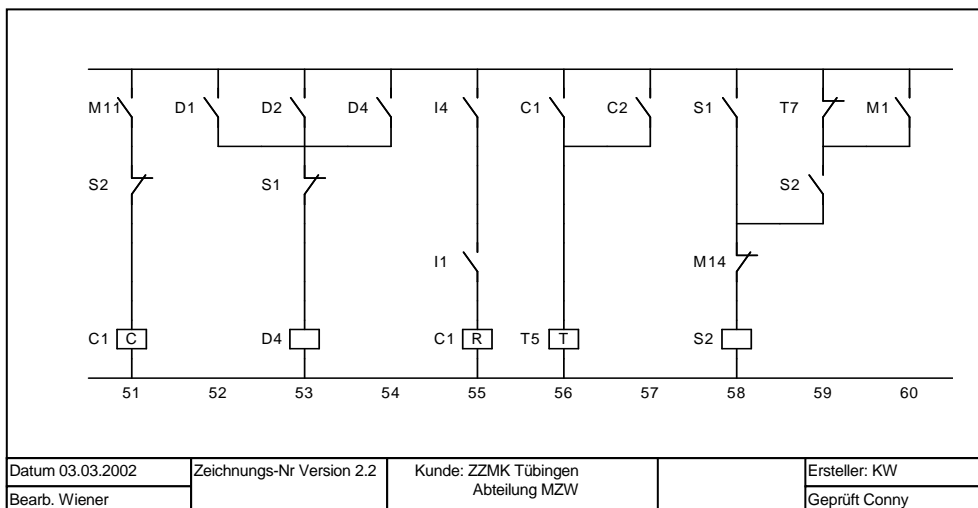 M11 D1 D2 D4 I4 C1 C2 S1 T7 M1
S2 S1 S2
I1 M14
C1 C D4 C1 R T5 T S2
51 52 53 54 55 56 57 58 59 60
Datum 03.03.2002 Zeichnungs-Nr Version 2.2 Kunde: ZZMK Tübingen Ersteller: KW
Abteilung MZW
Bearb. Wiener Geprüft Conny